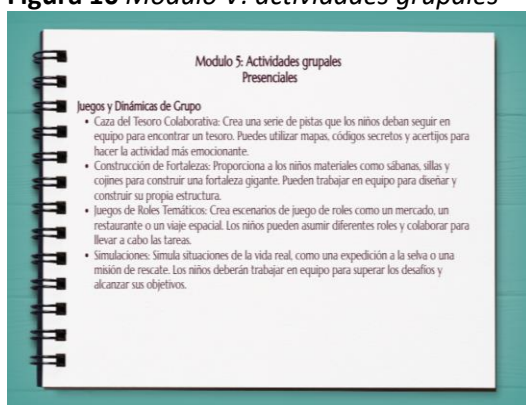 Figura 16 Modulo V: actividades grupales
Modulo 5: Actividades grupales
Presenciales
Juegos y Dinámicas de Grupo
• Caza del Tesoro Colaborativa: Crea una serie de pistas que los niños deban seguir en
equipo para encontrar un tesoro. Puedes utilizar mapas, códigos secretos y acertijos para
hacer la actividad más emocionante.
• Construcción de Fortalezas: Proporciona a los niños materiales como sábanas, sillas y
cojines para construir una fortaleza gigante. Pueden trabajar en equipo para diseñar y
construir su propia estructura.
• Juegos de Roles Temáticos: Crea escenarios de juego de roles como un mercado, un
restaurante o un viaje espacial. Los niños pueden asumir diferentes roles y colaborar para
llevar a cabo las tareas.
• Simulaciones: Simula situaciones de la vida real, como una expedición a la selva o una
misión de rescate. Los niños deberán trabajar en equipo para superar los desafíos y
alcanzar sus objetivos.